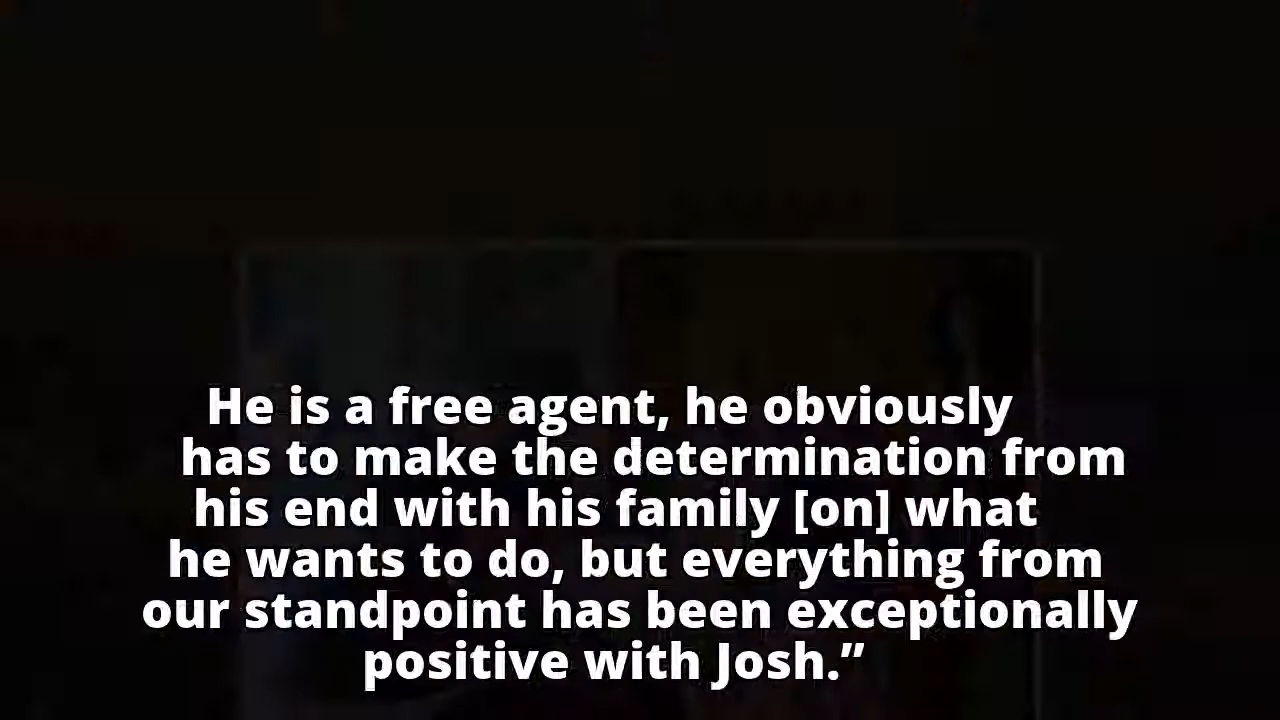 He is a free agent, he obviously
has to make the determination from
his end with his family [on] what
he wants to do, but everything from
our standpoint has been exceptionally
positive with Josh.”